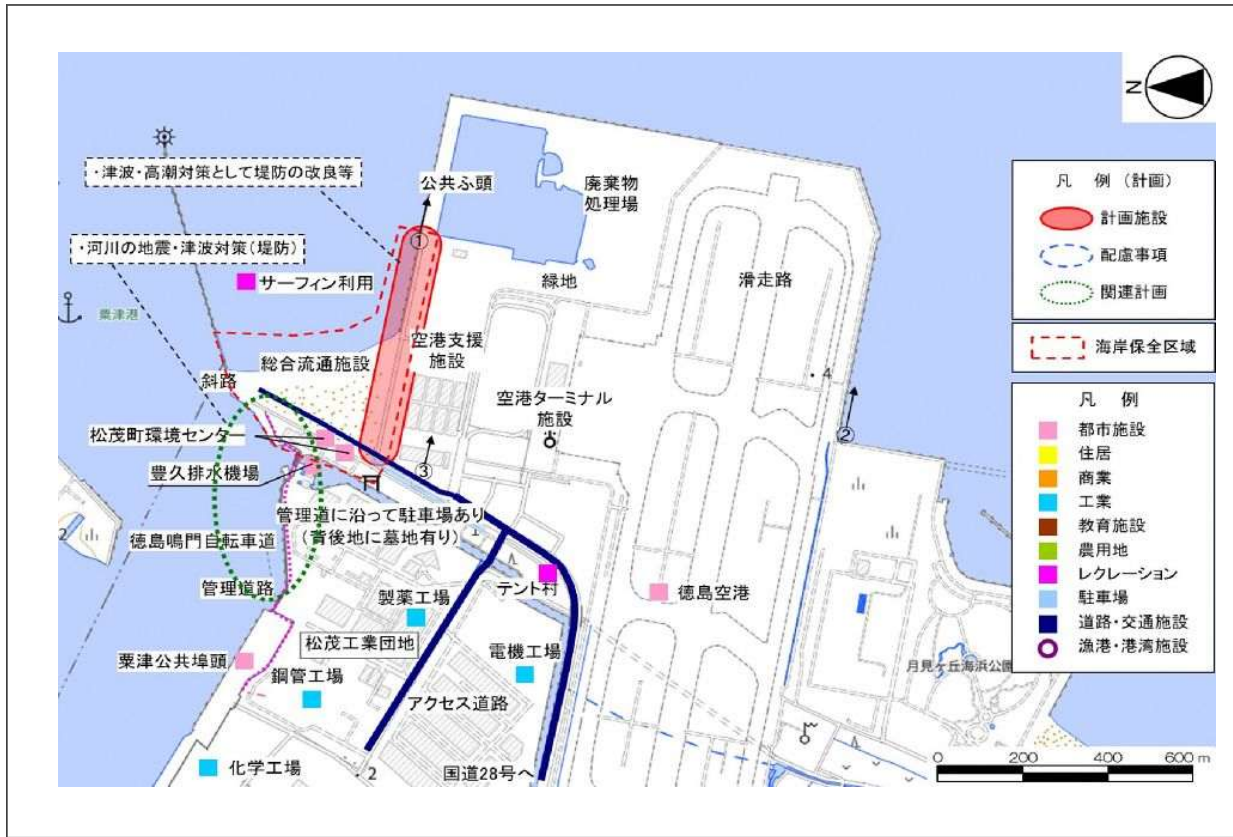 N
・津波・高潮対策として堤防の改良等
公共ふ頭
廃棄物
処理場
①
・河川の地震・津波対策(堤防)
サーフィン利用
緑地
滑走路
粟津港
総合流通施設
空港支援
施設
斜路
空港ターミナル
施設
・4
松茂町環境センター
②
豊久排水機場
③
管理道に沿って駐車場あり
(背後地に墓地有り)
2
徳島鳴門自転車道
管理道路
テント村
徳島空港
製薬工場
松茂工業団地
電機工場
月見ヶ丘海浜公園
粟津公共埠頭
鋼管工場
アクセス道路
化学工場
・2
国道28号へ
凡 例 (計画)
計画施設
配慮事項
関連計画
海岸保全区域
凡 例
都市施設
住居
商業
工業
教育施設
農用地
レクレーション
駐車場
道路・交通施設
漁港・港湾施設
0 200 400 600 m